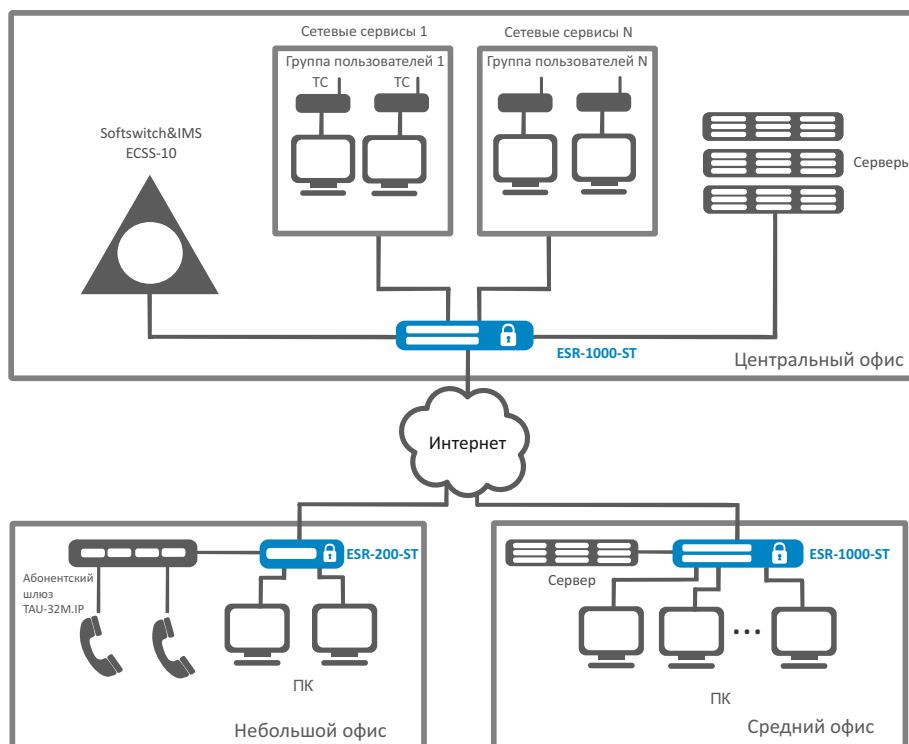 Сетевые сервисы 1
Сетевые сервисы N
Группа пользователей 1
Группа пользователей N
ТС
ТС
Softswitch&IMS
ECSS-10
Серверы
ESR-1000-ST
Центральный офис
Интернет
ESR-200-ST
ESR-1000-ST
Абонентский
шлюз
TAU-32M.IP
Сервер
ПК
ПК
Небольшой офис
Средний офис